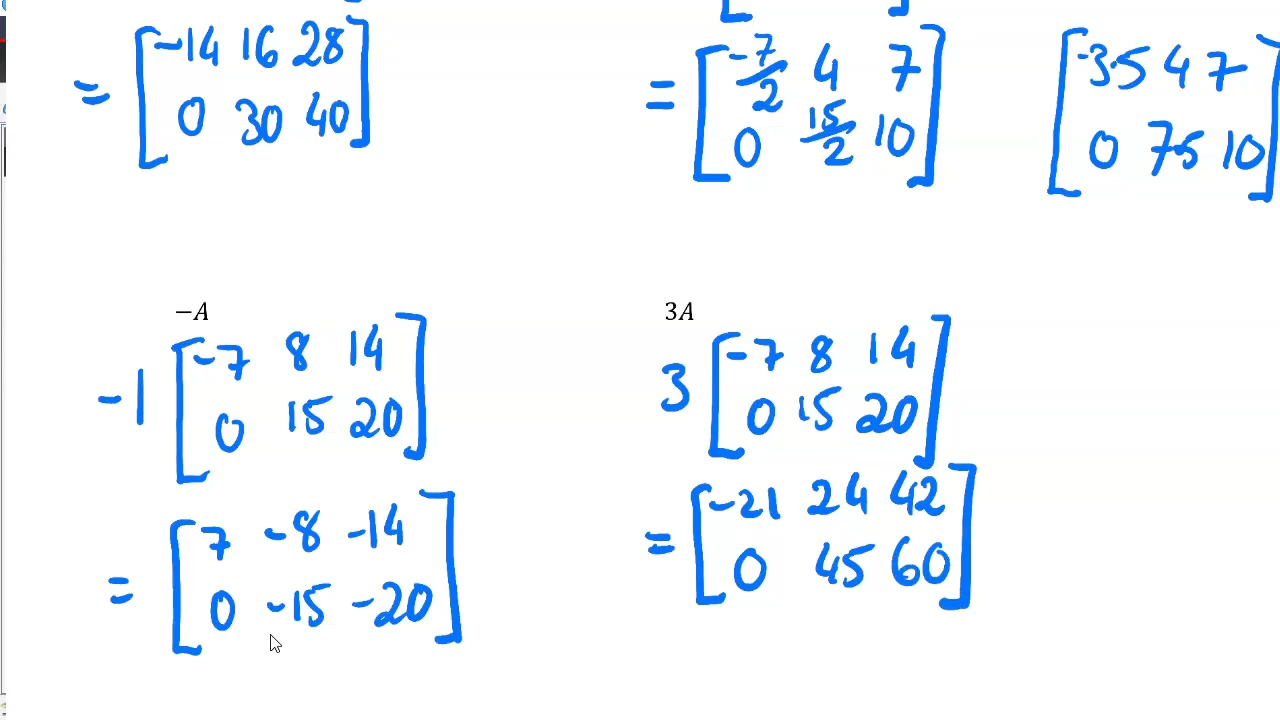 = [-14 16 28
0 30 40]
= [-7/2 4 7
0 15/2 10]
[-3.5 4 7
0 7.5 10]
−A
-1 [-7 8 14
0 15 20]
= [7 -8 -14
0 -15 -20]
3A
3 [-7 8 14
0 15 20]
= [-21 24 42
0 45 60]